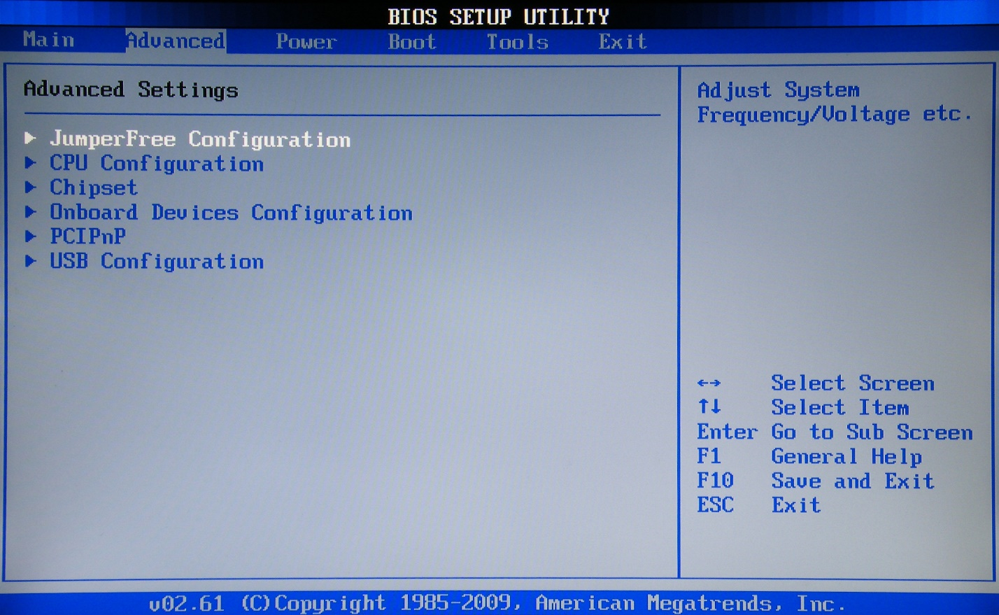 BIOS SETUP UTILITY
Main Advanced Power Boot Tools Exit
Advanced Settings
JumperFree Configuration
CPU Configuration
Chipset
Onboard Devices Configuration
PCIPnP
USB Configuration
Adjust System
Frequency/Voltage etc.
←→ Select Screen
↑↓ Select Item
Enter Go to Sub Screen
F1 General Help
F10 Save and Exit
ESC Exit
v02.61 (C)Copyright 1985-2009, American Megatrends, Inc.